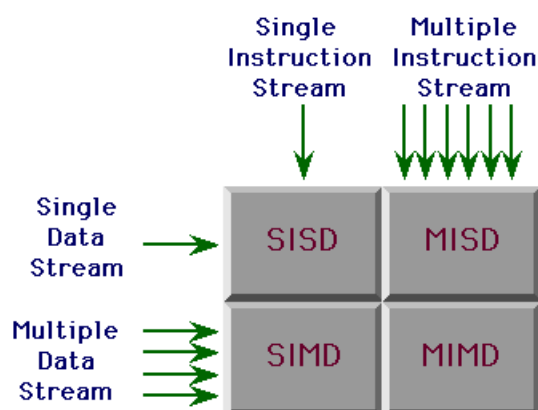 Single
Instruction
Stream
Multiple
Instruction
Stream
Single
Data
Stream
SISD
MISD
Multiple
Data
Stream
SIMD
MIMD